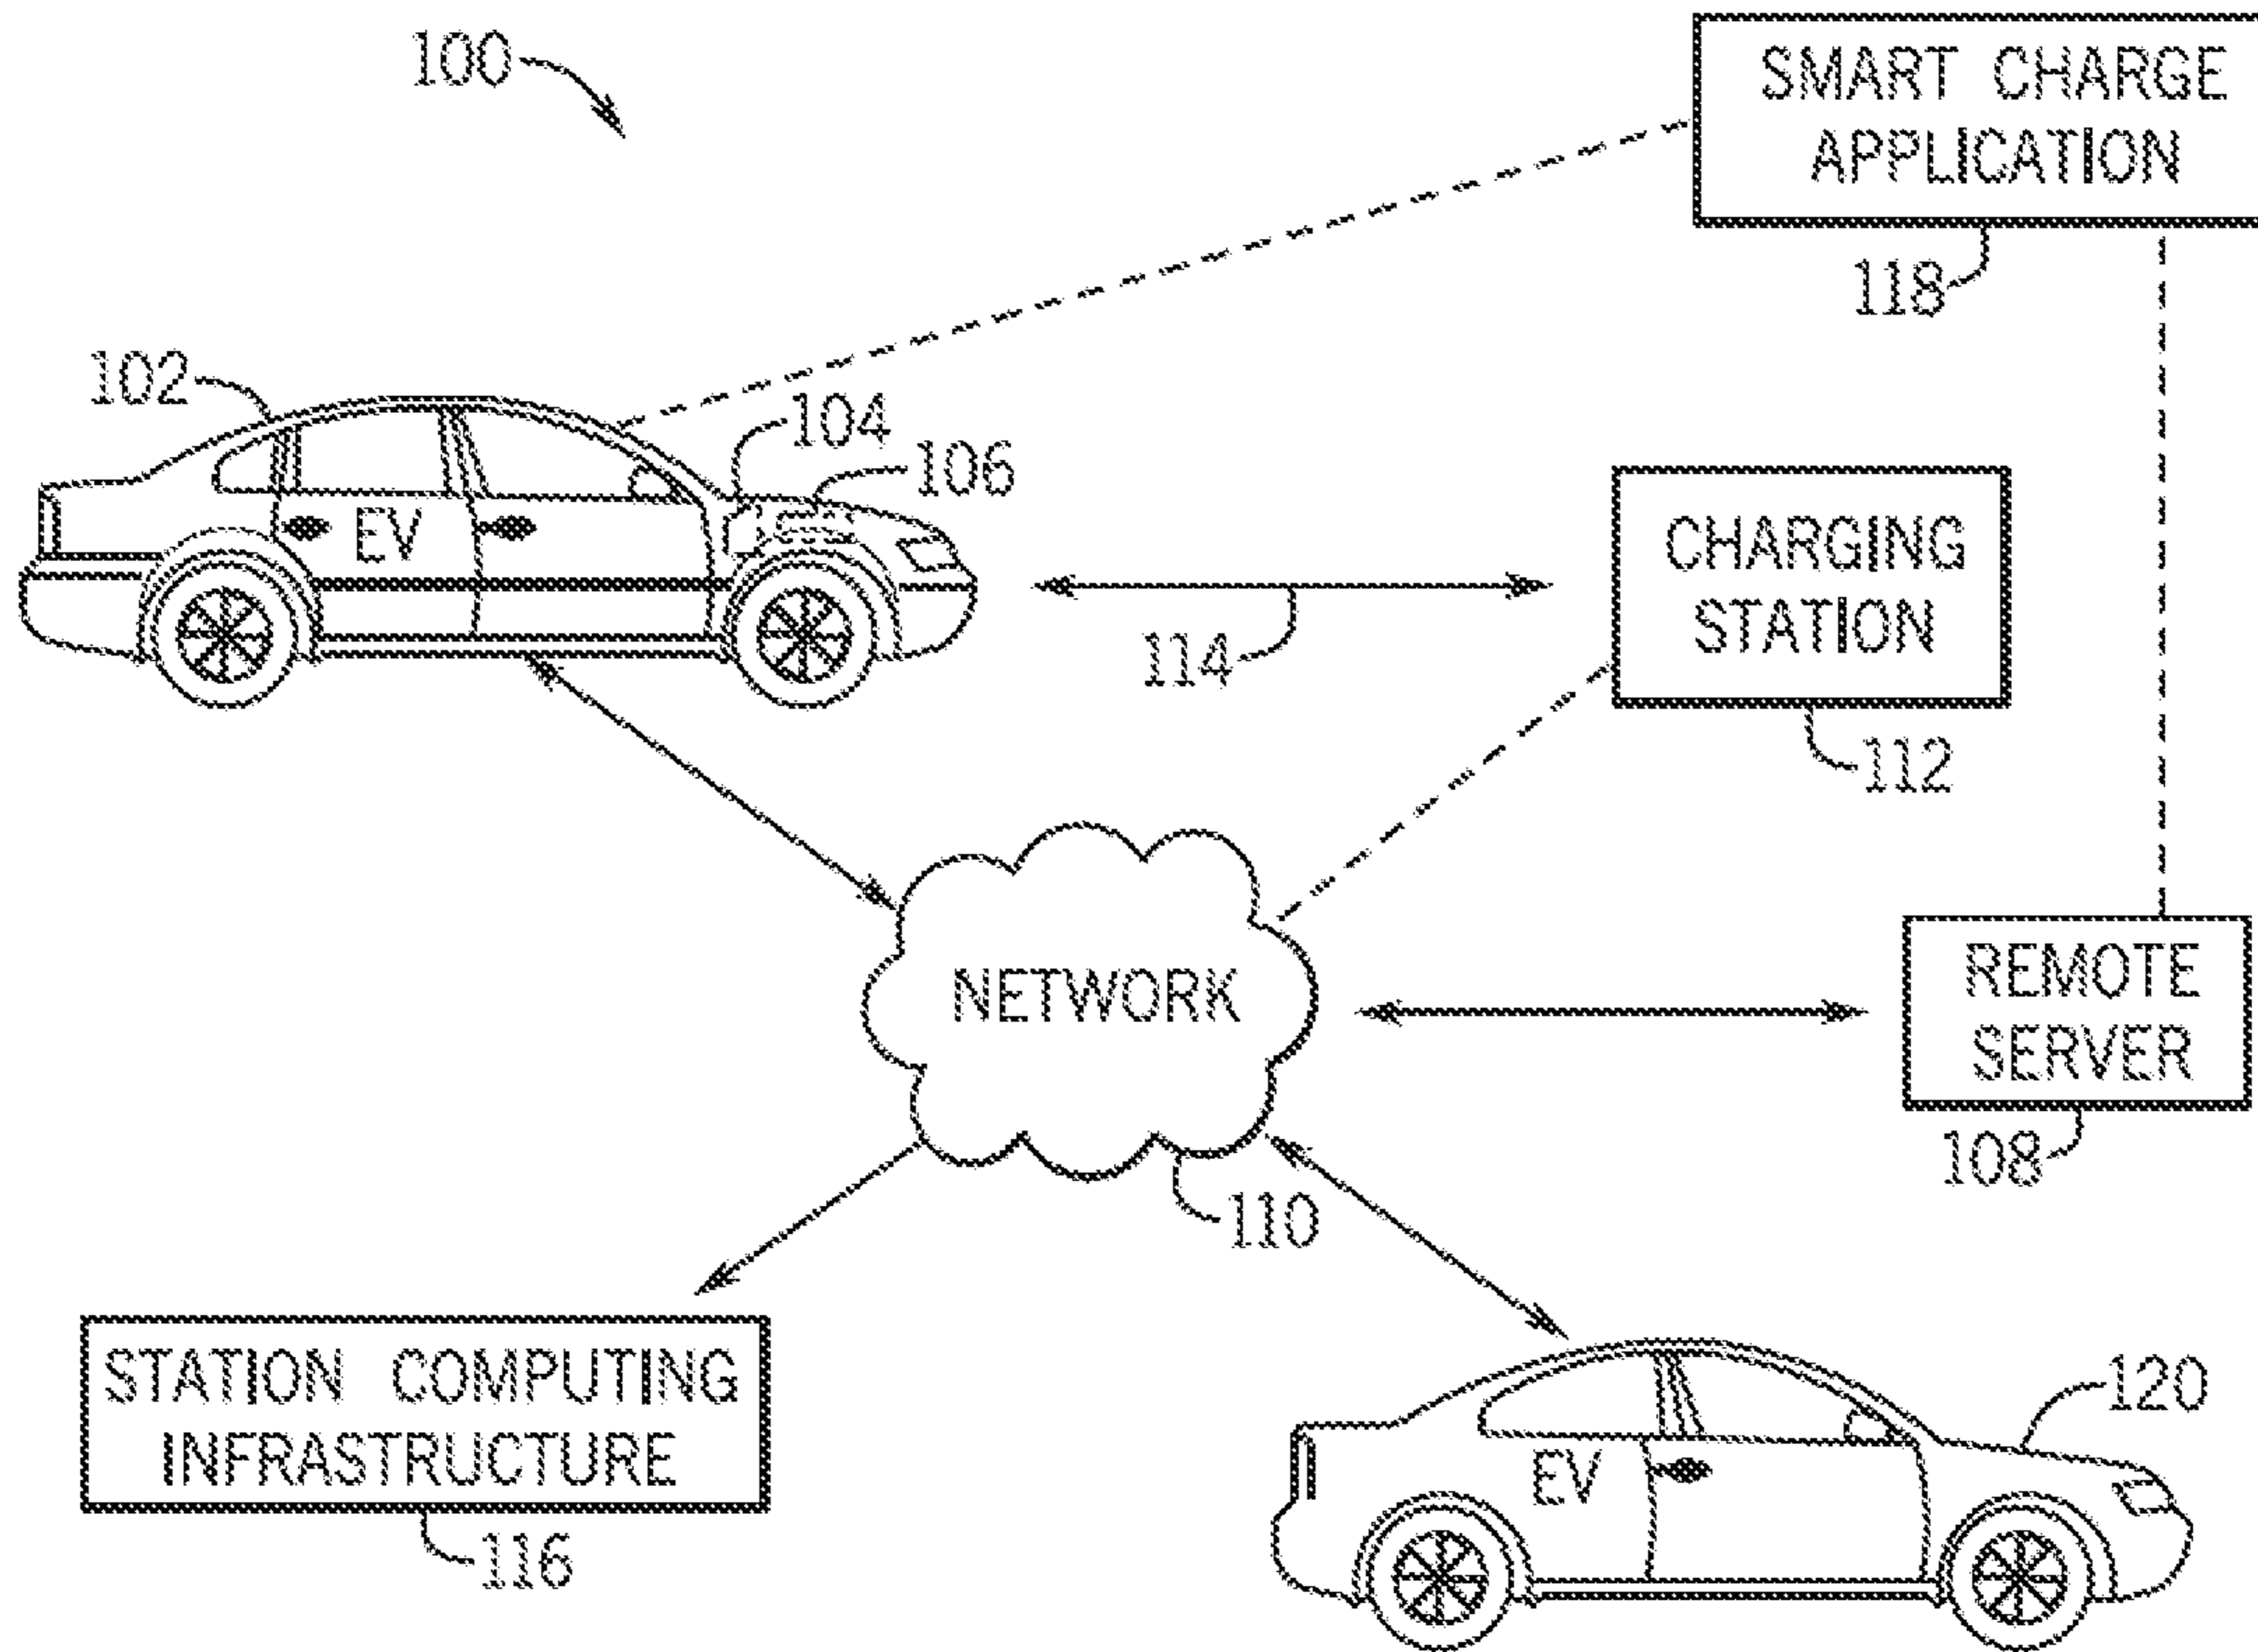 100
SMART CHARGE
APPLICATION
118
102
104
106
EV
CHARGING
STATION
114
112
NETWORK
REMOTE
SERVER
108
110
STATION COMPUTING
INFRASTRUCTURE
116
120
EV